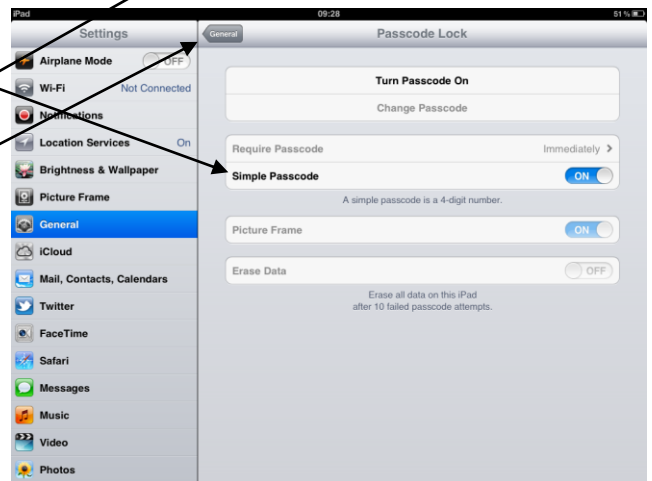 iPad 09:28 51 %
Settings General Passcode Lock
Airplane Mode OFF
Wi-Fi Not Connected
Notifications
Location Services On
Brightness & Wallpaper
Picture Frame
General
iCloud
Mail, Contacts, Calendars
Twitter
FaceTime
Safari
Messages
Music
Video
Photos
Turn Passcode On
Change Passcode
Require Passcode Immediately
Simple Passcode ON
A simple passcode is a 4-digit number.
Picture Frame ON
Erase Data OFF
Erase all data on this iPad
after 10 failed passcode attempts.